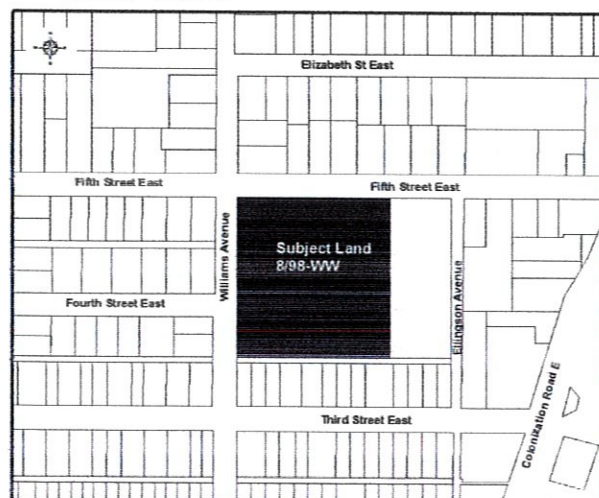 Elizabeth St East
Fifth Street East
Fifth Street East
Williams Avenue
Subject Land
8/98-WW
Fourth Street East
Ellingson Avenue
Third Street East
Colonization Road E